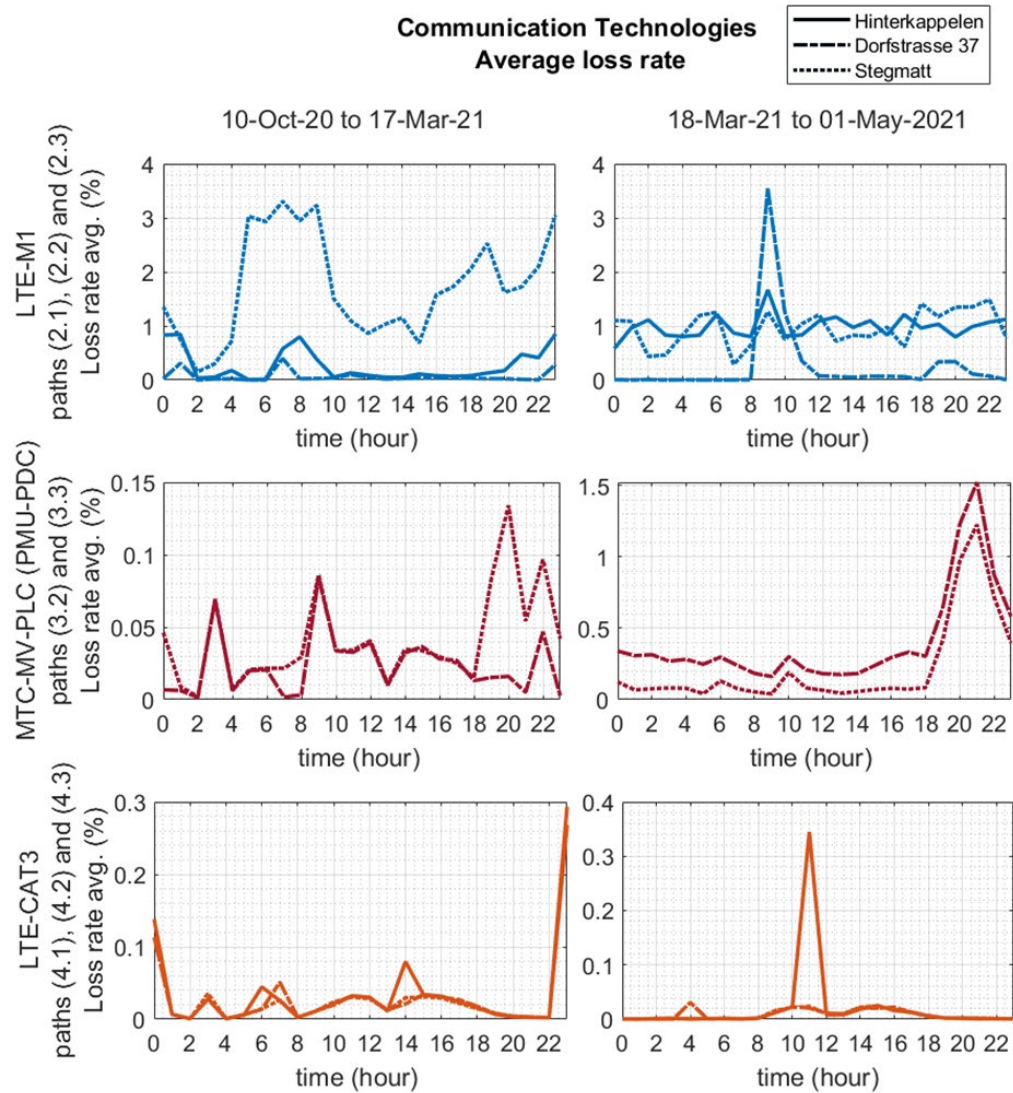 Communication Technologies
Average loss rate
Hinterkappelen
Dorfstrasse 37
Stegmatt
10-Oct-20 to 17-Mar-21
18-Mar-21 to 01-May-2021
LTE-M1
paths (2.1), (2.2) and (2.3)
Loss rate avg. (%)
4
3
2
1
0
0 2 4 6 8 10 12 14 16 18 20 22
time (hour)
4
3
2
1
0
0 2 4 6 8 10 12 14 16 18 20 22
time (hour)
MTC-MV-PLC (PMU-PDC)
paths (3.2) and (3.3)
Loss rate avg. (%)
0.15
0.1
0.05
0
0 2 4 6 8 10 12 14 16 18 20 22
time (hour)
1.5
1
0.5
0
0 2 4 6 8 10 12 14 16 18 20 22
time (hour)
LTE-CAT3
paths (4.1), (4.2) and (4.3)
Loss rate avg. (%)
0.3
0.2
0.1
0
0 2 4 6 8 10 12 14 16 18 20 22
time (hour)
0.4
0.3
0.2
0.1
0
0 2 4 6 8 10 12 14 16 18 20 22
time (hour)